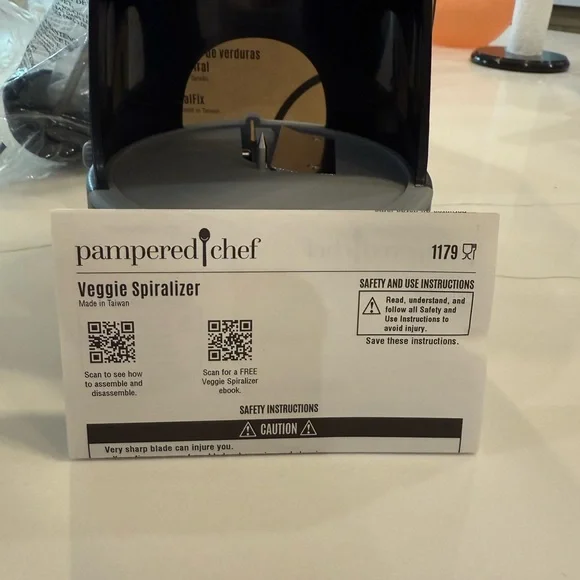 de verduras
ral
alFix
pampered chef
1179
Veggie Spiralizer
Made in Taiwan
SAFETY AND USE INSTRUCTIONS
Read, understand, and
follow all Safety and
Use Instructions to
avoid injury.
Save these instructions.
Scan to see how
to assemble and
disassemble.
Scan for a FREE
Veggie Spiralizer
ebook.
SAFETY INSTRUCTIONS
CAUTION
Very sharp blade can injure you.